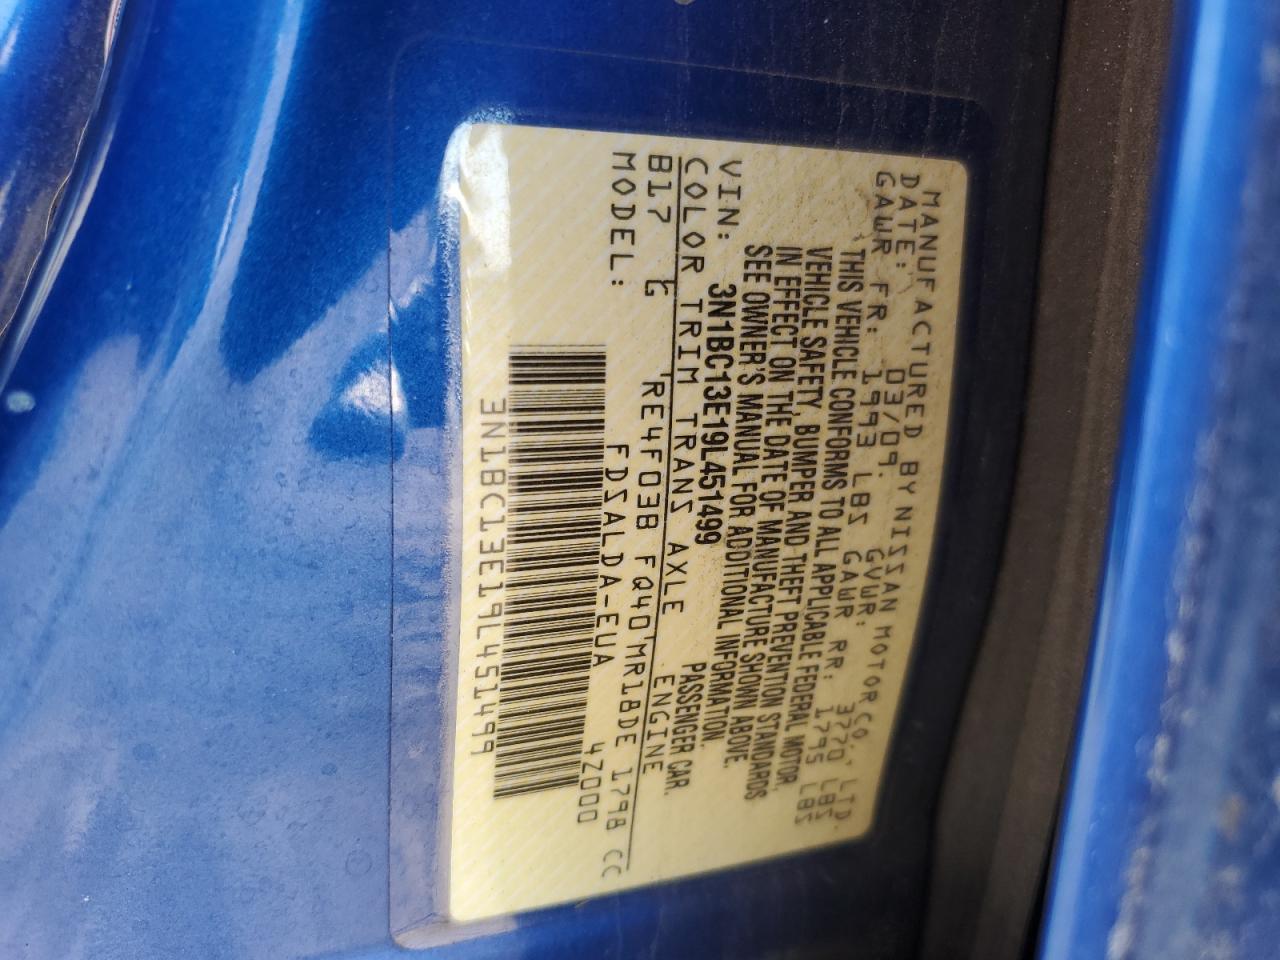 MANUFACTURED BY NISSAN MOTOR CO., LTD.
DATE: 03/09. GVWR: 3770 LBS.
GAWR FR: 1993 LBS GAWR RR: 1795 LBS
THIS VEHICLE CONFORMS TO ALL APPLICABLE FEDERAL MOTOR
VEHICLE SAFETY, BUMPER AND THEFT PREVENTION STANDARDS
IN EFFECT ON THE DATE OF MANUFACTURE SHOWN ABOVE.
SEE OWNER'S MANUAL FOR ADDITIONAL INFORMATION.
VIN: 3N1BC13E19L451499 PASSENGER CAR.
COLOR TRIM TRANS AXLE ENGINE
B17 G RE4F03B FQ40 MR18DE 1798 CC
MODEL: FDSALDA-EUA 4Z000
3N1BC13E19L451499